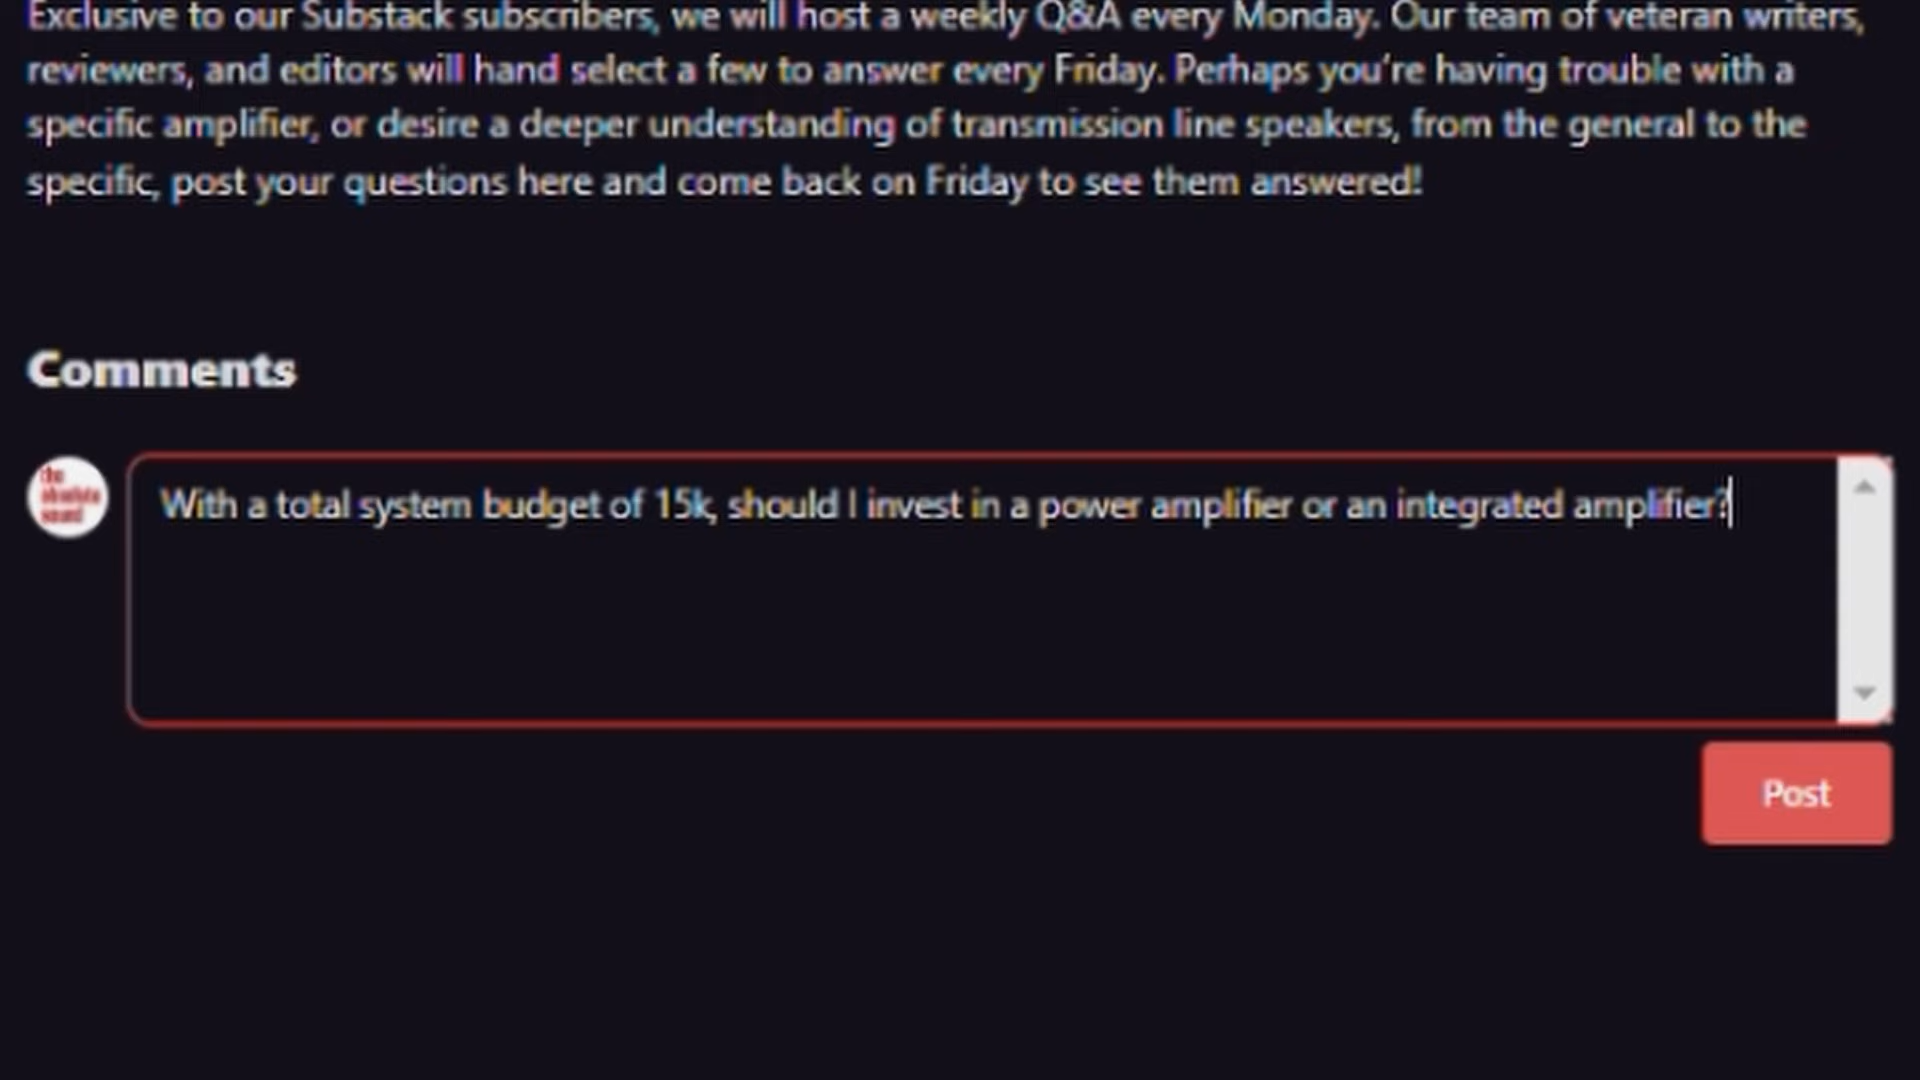 Exclusive to our Substack subscribers, we will host a weekly Q&A every Monday. Our team of veteran writers,
reviewers, and editors will hand select a few to answer every Friday. Perhaps you're having trouble with a
specific amplifier, or desire a deeper understanding of transmission line speakers, from the general to the
specific, post your questions here and come back on Friday to see them answered!
Comments
the
absolute
sound
With a total system budget of 15k, should I invest in a power amplifier or an integrated amplifier?
Post